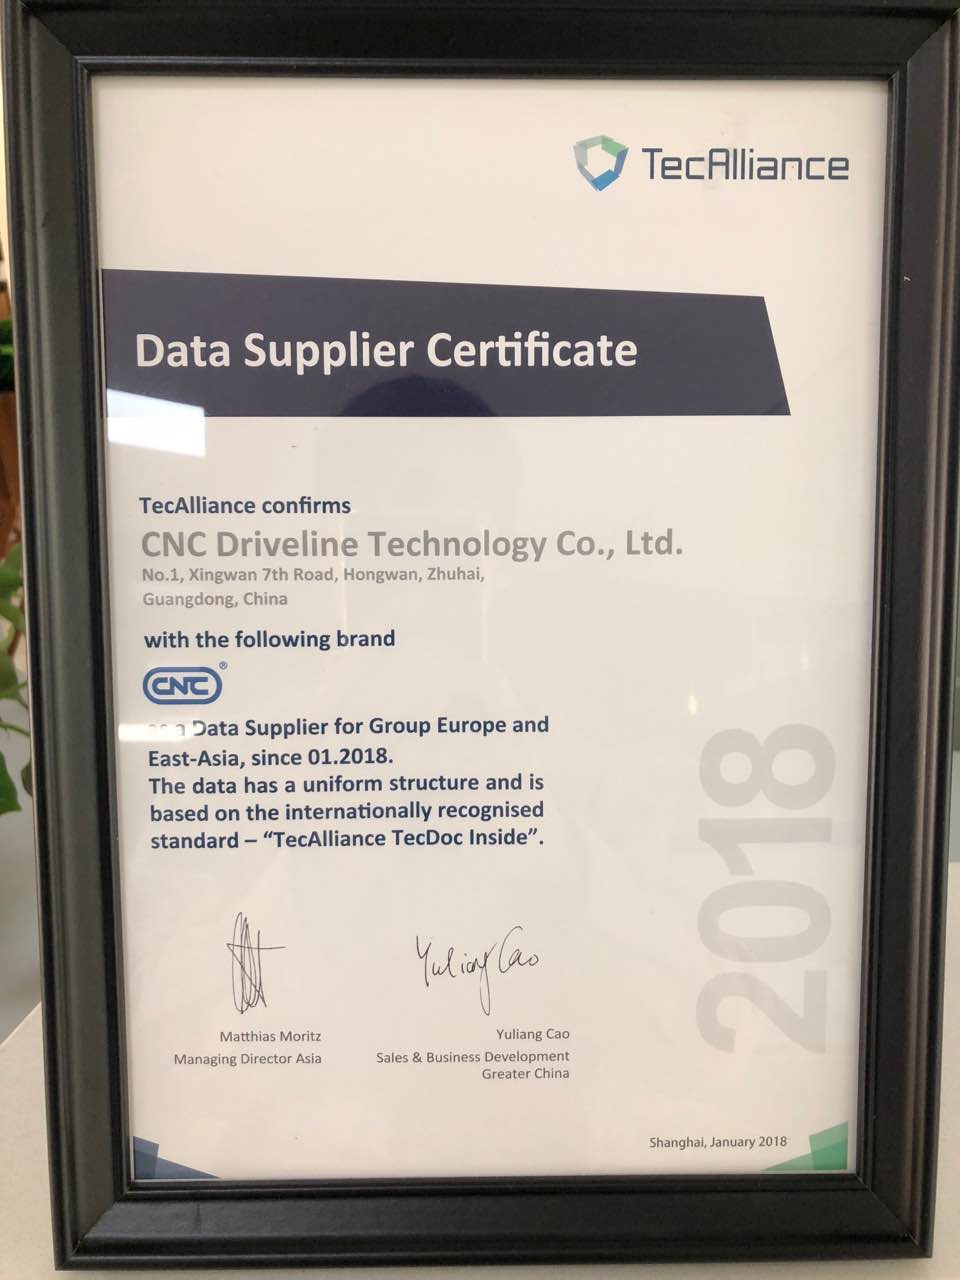 TecAlliance
Data Supplier Certificate
TecAlliance confirms
CNC Driveline Technology Co., Ltd.
No.1, Xingwan 7th Road, Hongwan, Zhuhai,
Guangdong, China
with the following brand
CNC®
as a Data Supplier for Group Europe and
East-Asia, since 01.2018.
The data has a uniform structure and is
based on the internationally recognised
standard – “TecAlliance TecDoc Inside”.
2018
Yuliang Cao
Matthias Moritz
Managing Director Asia
Yuliang Cao
Sales & Business Development
Greater China
Shanghai, January 2018